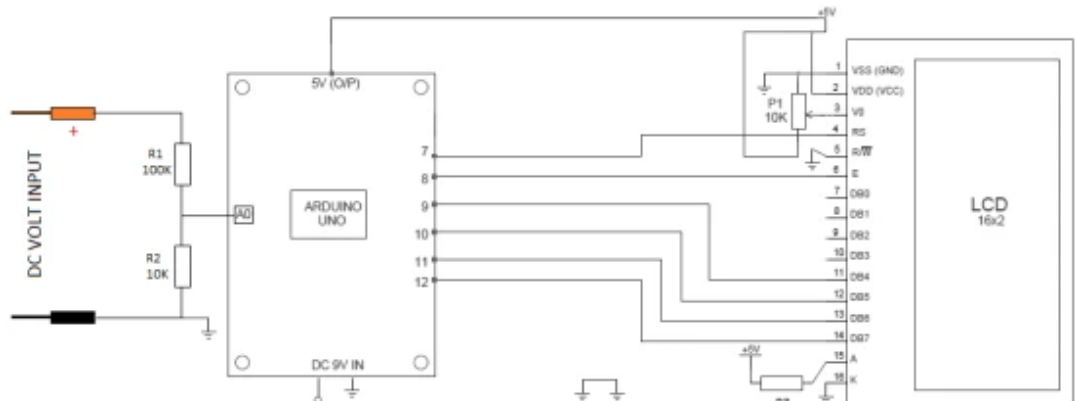 +5V
5V (O/P)
1 VSS (GND)
2 VDD (VCC)
P1
10K
3 V0
4 RS
5 R/W
6 E
7 DB0
8 DB1
9 DB2
10 DB3
11 DB4
12 DB5
13 DB6
14 DB7
15 A
16 K
+
DC VOLT INPUT
R1
100K
A0
R2
10K
ARDUINO
UNO
7
8
9
10
11
12
DC 9V IN
LCD
16x2
+5V